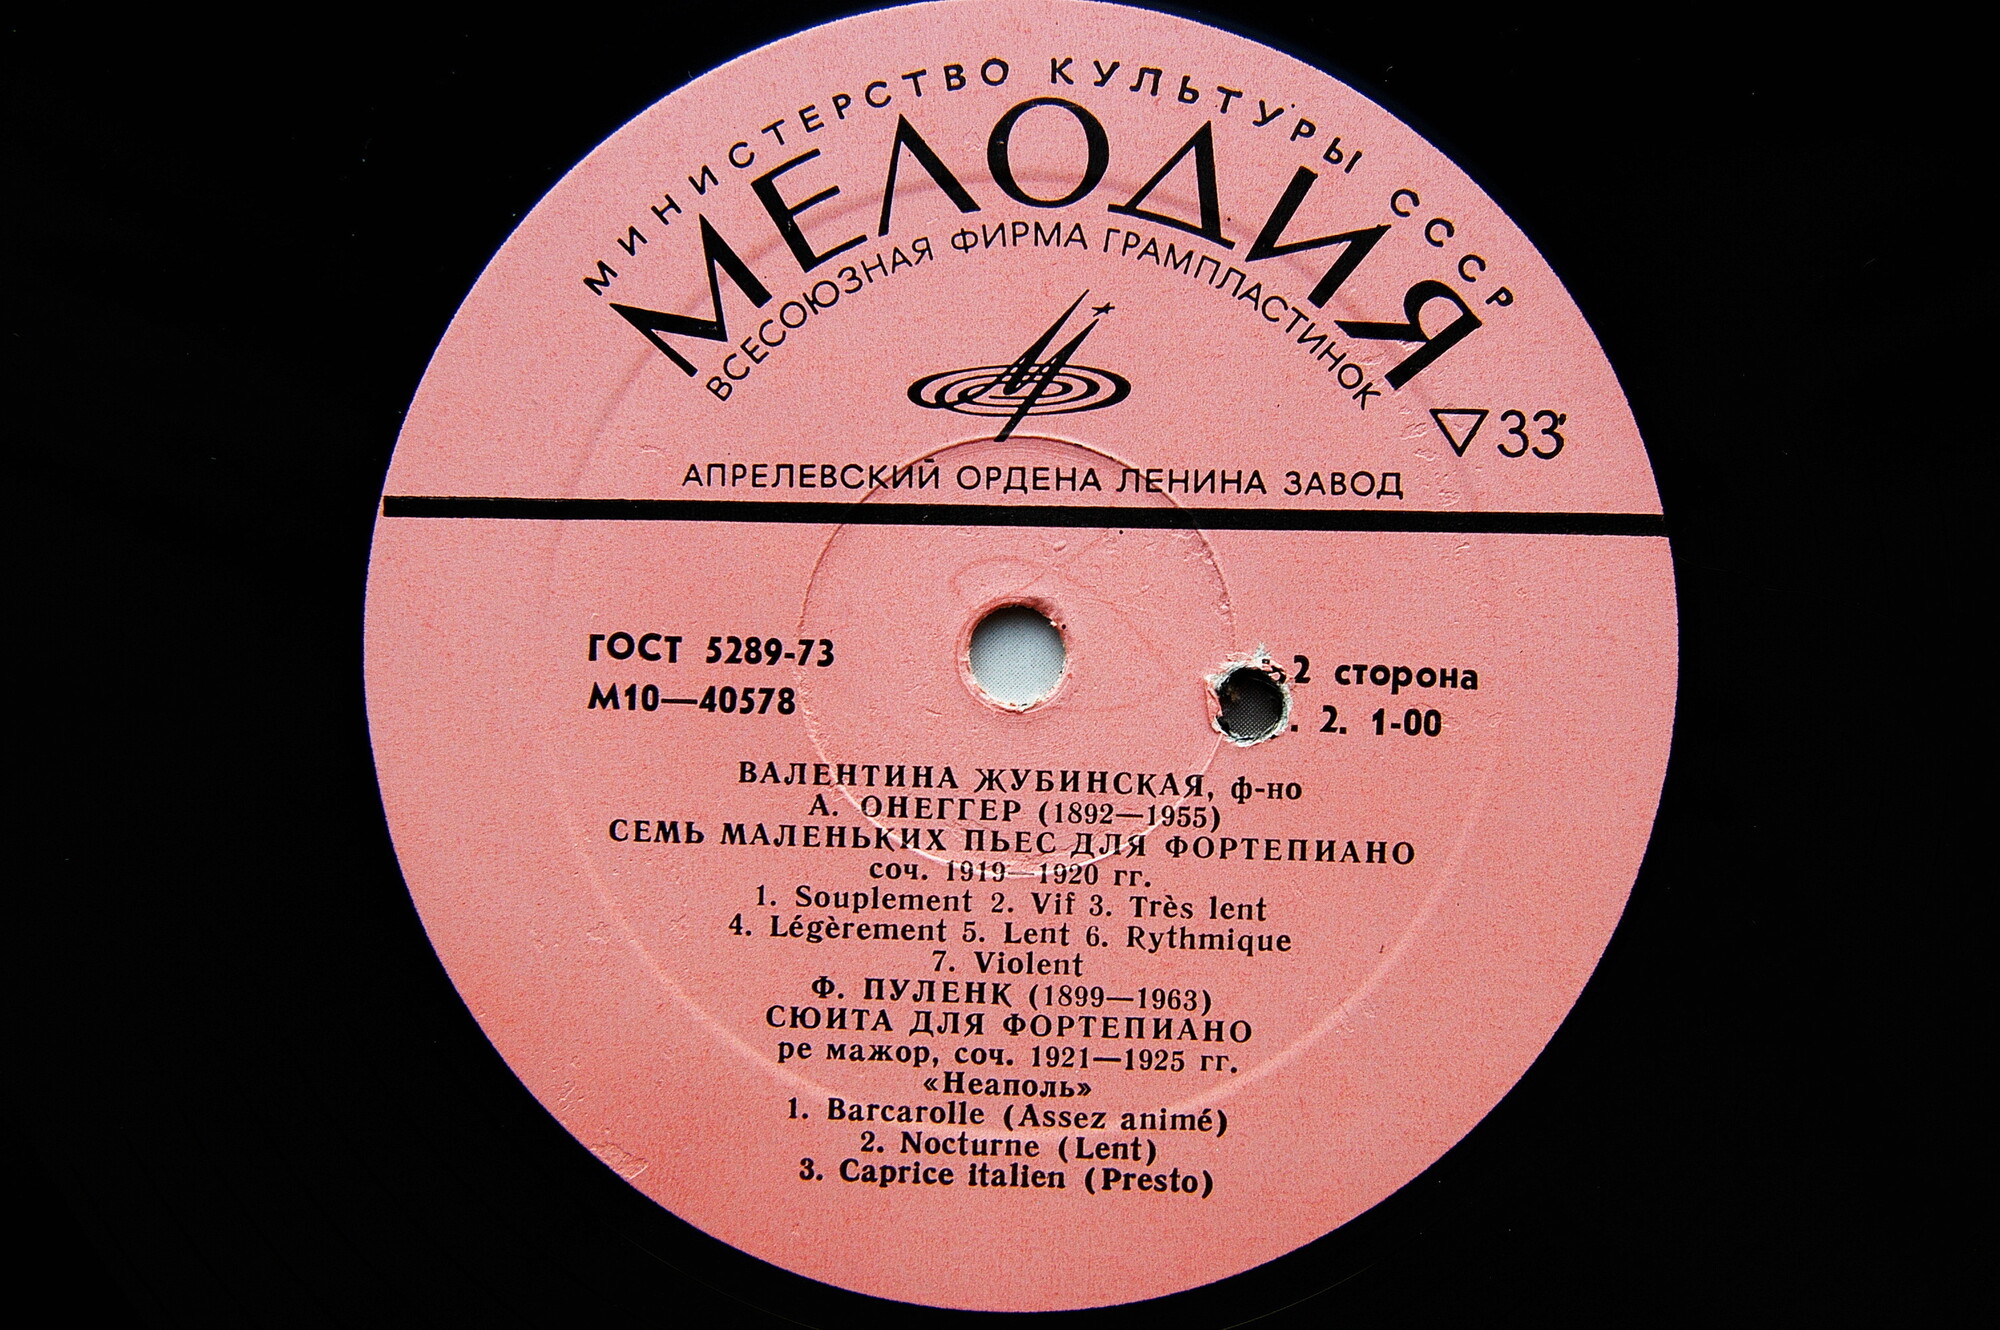 МИНИСТЕРСТВО КУЛЬТУРЫ СССР
МЕЛОДИЯ
ВСЕСОЮЗНАЯ ФИРМА ГРАМПЛАСТИНОК
33
АПРЕЛЕВСКИЙ ОРДЕНА ЛЕНИНА ЗАВОД
ГОСТ 5289-73
М10—40578
2 сторона
. 2. 1-00
ВАЛЕНТИНА ЖУБИНСКАЯ, ф-но
А. ОНЕГГЕР (1892—1955)
СЕМЬ МАЛЕНЬКИХ ПЬЕС ДЛЯ ФОРТЕПИАНО
соч. 1919—1920 гг.
1. Souplement 2. Vif 3. Très lent
4. Légèrement 5. Lent 6. Rythmique
7. Violent
Ф. ПУЛЕНК (1899—1963)
СЮИТА ДЛЯ ФОРТЕПИАНО
ре мажор, соч. 1921—1925 гг.
«Неаполь»
1. Barcarolle (Assez animé)
2. Nocturne (Lent)
3. Caprice italien (Presto)